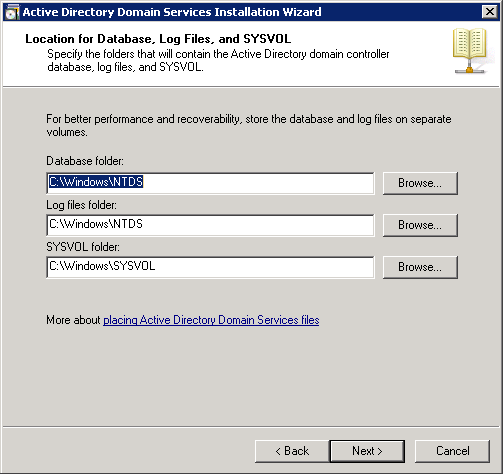 Active Directory Domain Services Installation Wizard
Location for Database, Log Files, and SYSVOL
Specify the folders that will contain the Active Directory domain controller
database, log files, and SYSVOL.
For better performance and recoverability, store the database and log files on separate
volumes.
Database folder:
C:\Windows\NTDS
Browse...
Log files folder:
C:\Windows\NTDS
Browse...
SYSVOL folder:
C:\Windows\SYSVOL
Browse...
More about placing Active Directory Domain Services files
< Back
Next >
Cancel